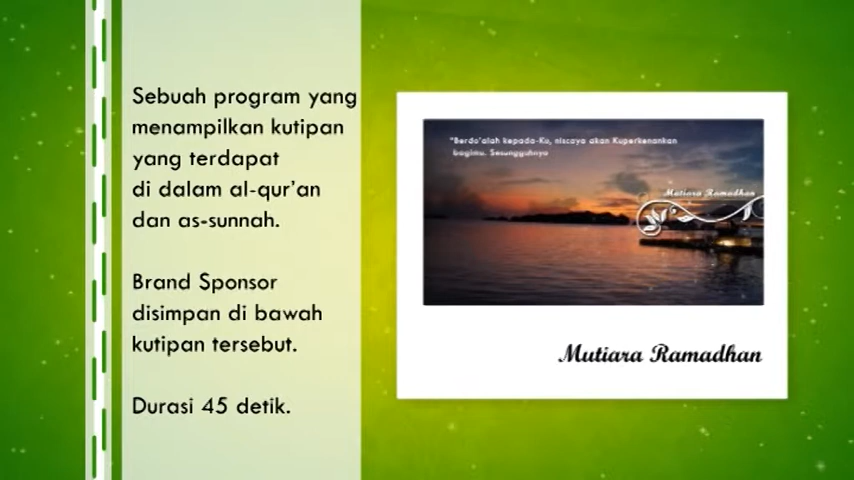 Sebuah program yang
menampilkan kutipan
yang terdapat
di dalam al-qur'an
dan as-sunnah.
Brand Sponsor
disimpan di bawah
kutipan tersebut.
Durasi 45 detik.
"Berdo'alah kepada-Ku, niscaya akan Kuperkenankan
bagimu. Sesungguhnya
Mutiara Ramadhan
Mutiara Ramadhan